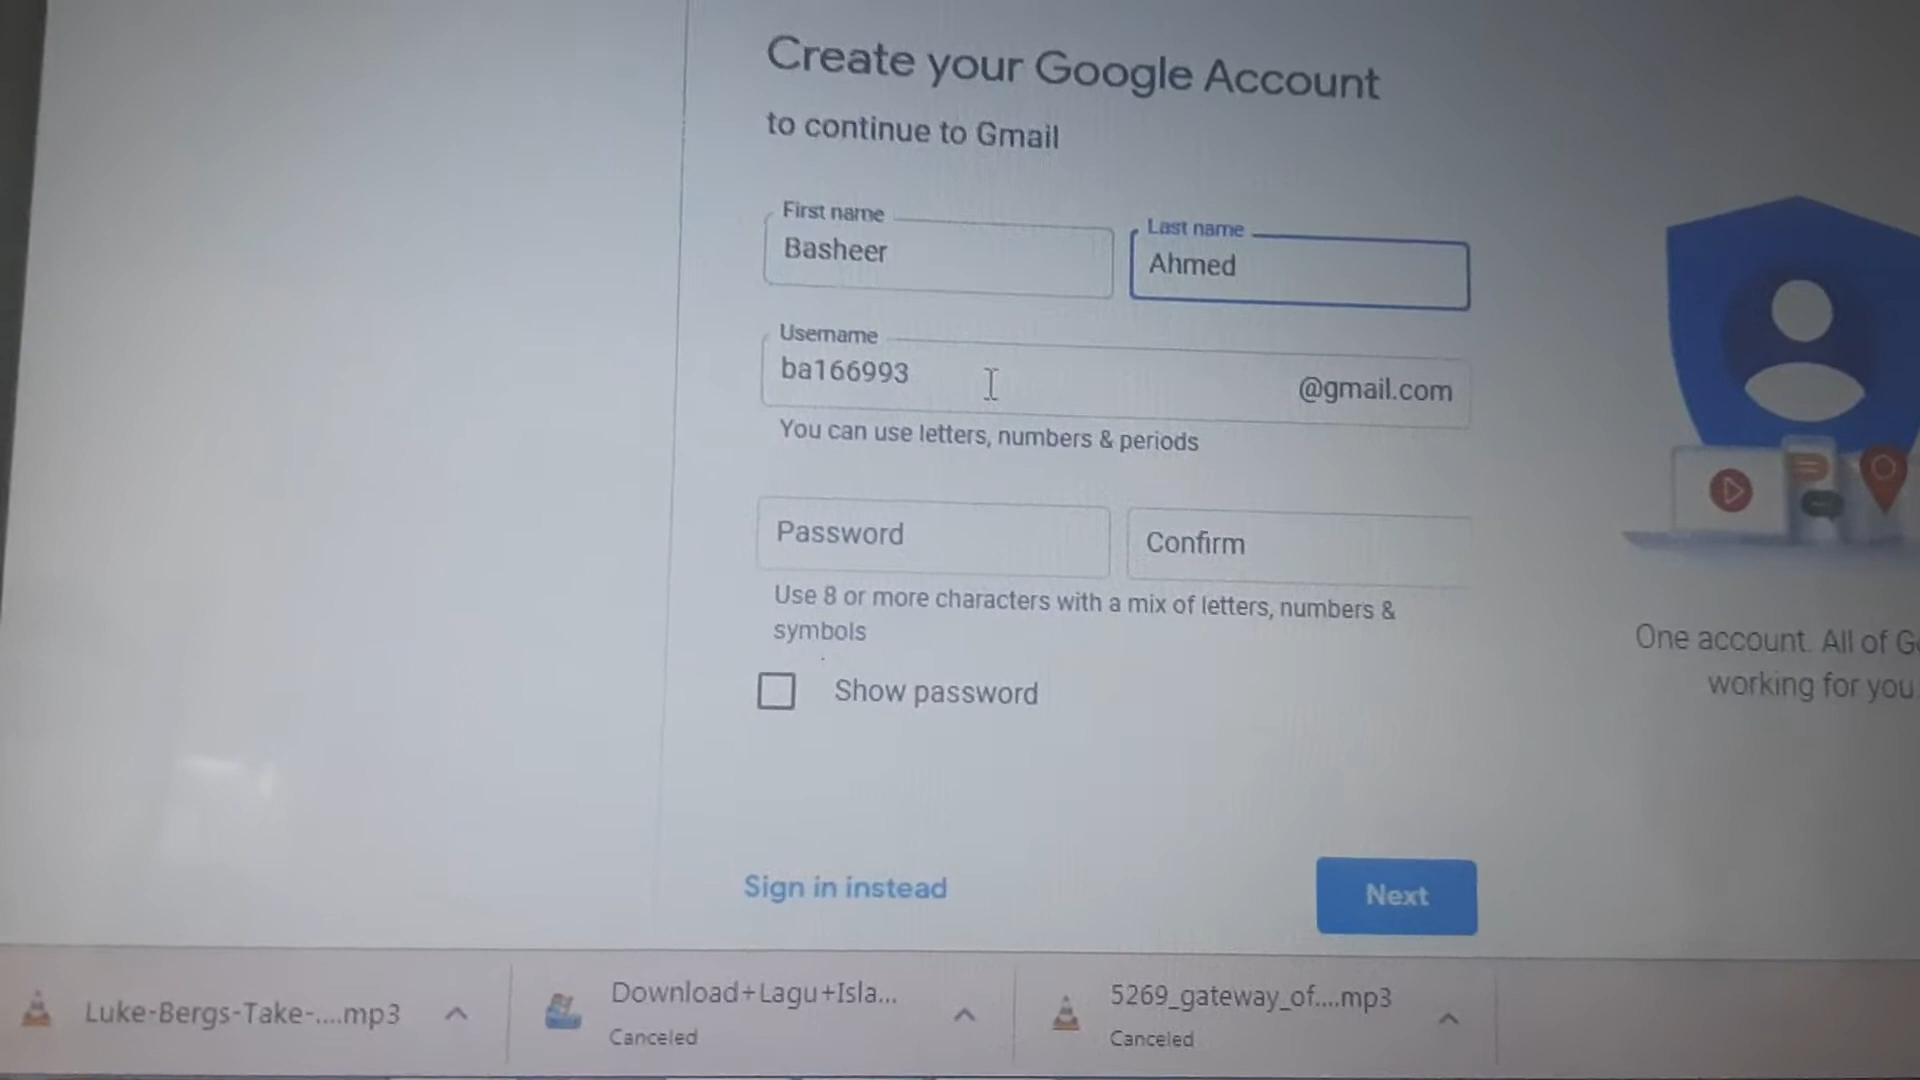 Create your Google Account
to continue to Gmail
First name
Basheer
Last name
Ahmed
Username
ba166993
@gmail.com
You can use letters, numbers & periods
Password
Confirm
Use 8 or more characters with a mix of letters, numbers &
symbols
Show password
Sign in instead
Next
One account. All of G
working for you
Luke-Bergs-Take-....mp3
Download+Lagu+Isla...
Canceled
5269_gateway_of....mp3
Canceled